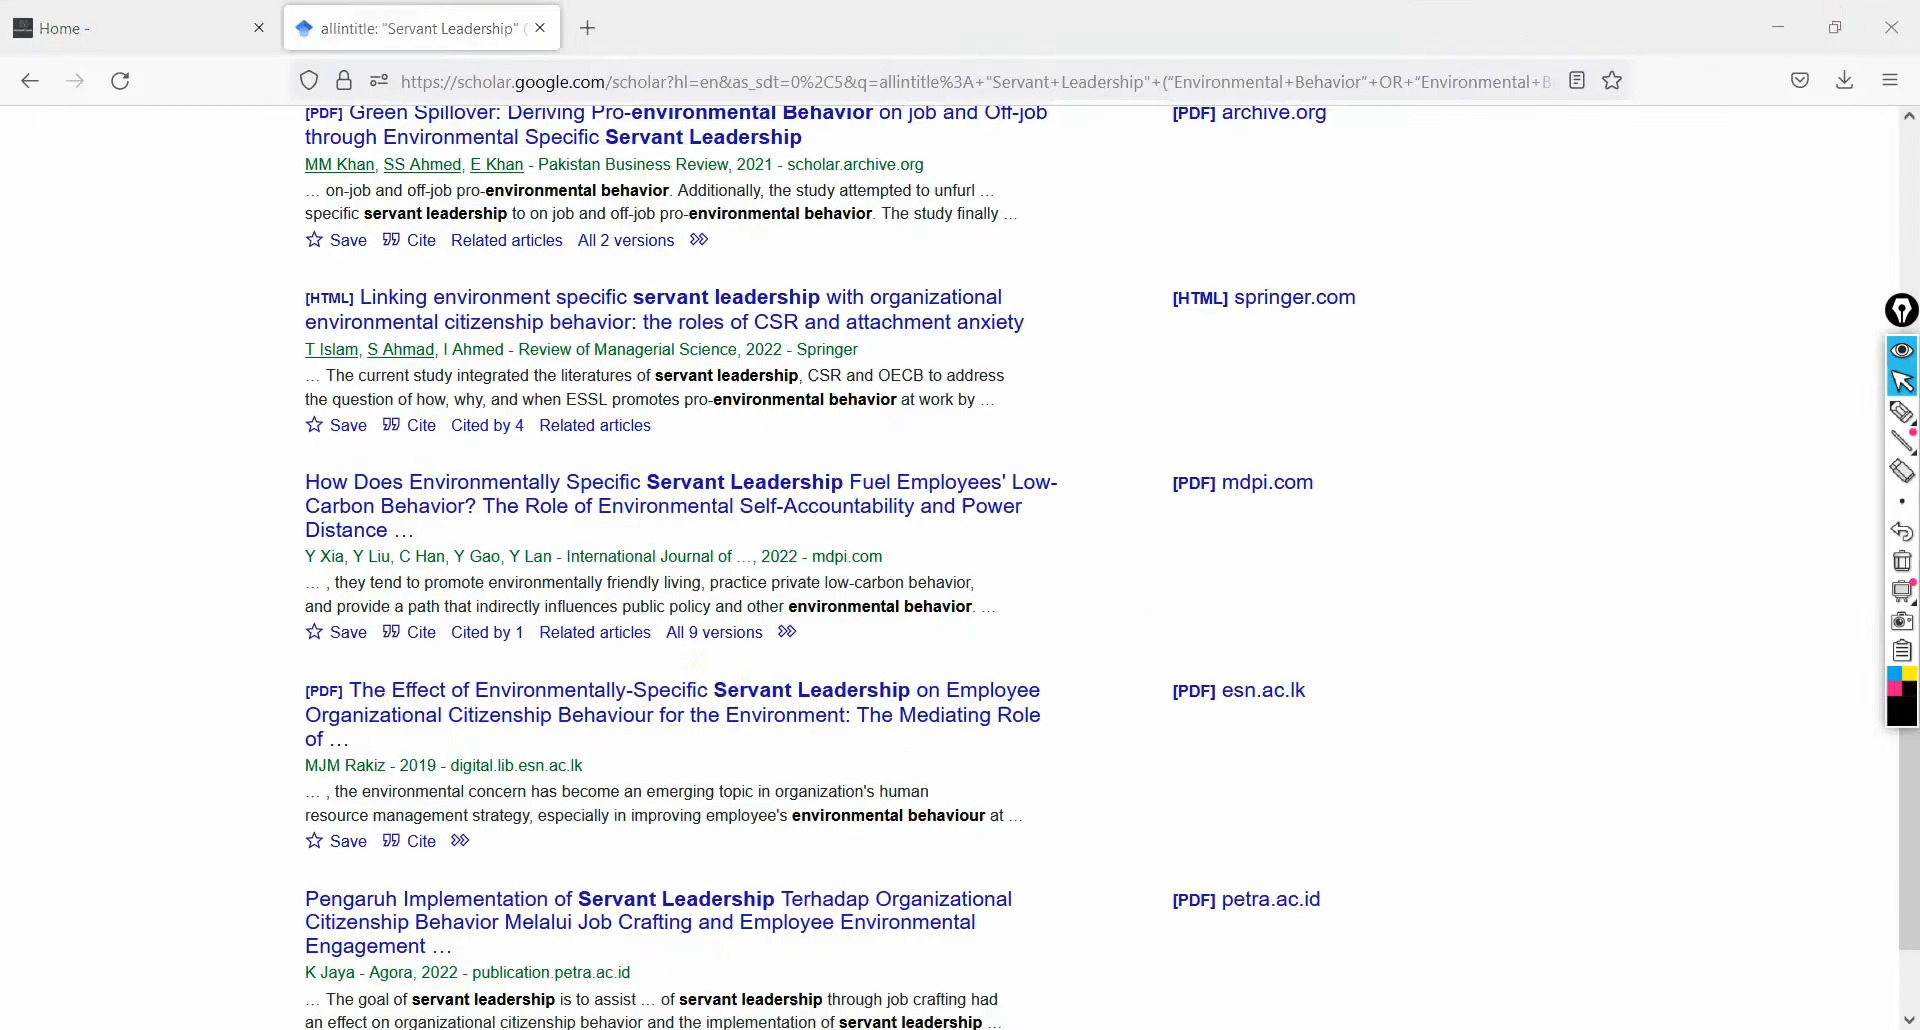 Home -
allintitle: "Servant Leadership" (
https://scholar.google.com/scholar?hl=en&as_sdt=0%2C5&q=allintitle%3A+"Servant+Leadership"+("Environmental+Behavior"+OR+"Environmental+B
[PDF] Green Spillover: Deriving Pro-environmental Behavior on job and Off-job
through Environmental Specific Servant Leadership
MM Khan, SS Ahmed, E Khan - Pakistan Business Review, 2021 - scholar.archive.org
… on-job and off-job pro-environmental behavior. Additionally, the study attempted to unfurl …
specific servant leadership to on job and off-job pro-environmental behavior. The study finally …
Save Cite Related articles All 2 versions
[PDF] archive.org
[HTML] Linking environment specific servant leadership with organizational
environmental citizenship behavior: the roles of CSR and attachment anxiety
T Islam, S Ahmad, I Ahmed - Review of Managerial Science, 2022 - Springer
… The current study integrated the literatures of servant leadership, CSR and OECB to address
the question of how, why, and when ESSL promotes pro-environmental behavior at work by …
Save Cite Cited by 4 Related articles
[HTML] springer.com
How Does Environmentally Specific Servant Leadership Fuel Employees' Low-
Carbon Behavior? The Role of Environmental Self-Accountability and Power
Distance …
Y Xia, Y Liu, C Han, Y Gao, Y Lan - International Journal of …, 2022 - mdpi.com
… , they tend to promote environmentally friendly living, practice private low-carbon behavior,
and provide a path that indirectly influences public policy and other environmental behavior. …
Save Cite Cited by 1 Related articles All 9 versions
[PDF] mdpi.com
[PDF] The Effect of Environmentally-Specific Servant Leadership on Employee
Organizational Citizenship Behaviour for the Environment: The Mediating Role
of …
MJM Rakiz - 2019 - digital.lib.esn.ac.lk
… , the environmental concern has become an emerging topic in organization's human
resource management strategy, especially in improving employee's environmental behaviour at …
Save Cite
[PDF] esn.ac.lk
Pengaruh Implementation of Servant Leadership Terhadap Organizational
Citizenship Behavior Melalui Job Crafting and Employee Environmental
Engagement …
K Jaya - Agora, 2022 - publication.petra.ac.id
… The goal of servant leadership is to assist … of servant leadership through job crafting had
an effect on organizational citizenship behavior and the implementation of servant leadership …
[PDF] petra.ac.id